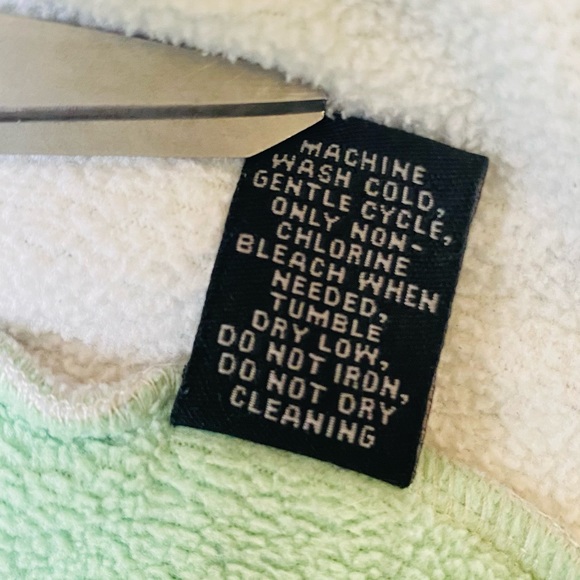 MACHINE
WASH COLD,
GENTLE CYCLE,
ONLY NON-
CHLORINE
BLEACH WHEN
NEEDED,
TUMBLE
DRY LOW,
DO NOT IRON,
DO NOT DRY
CLEANING